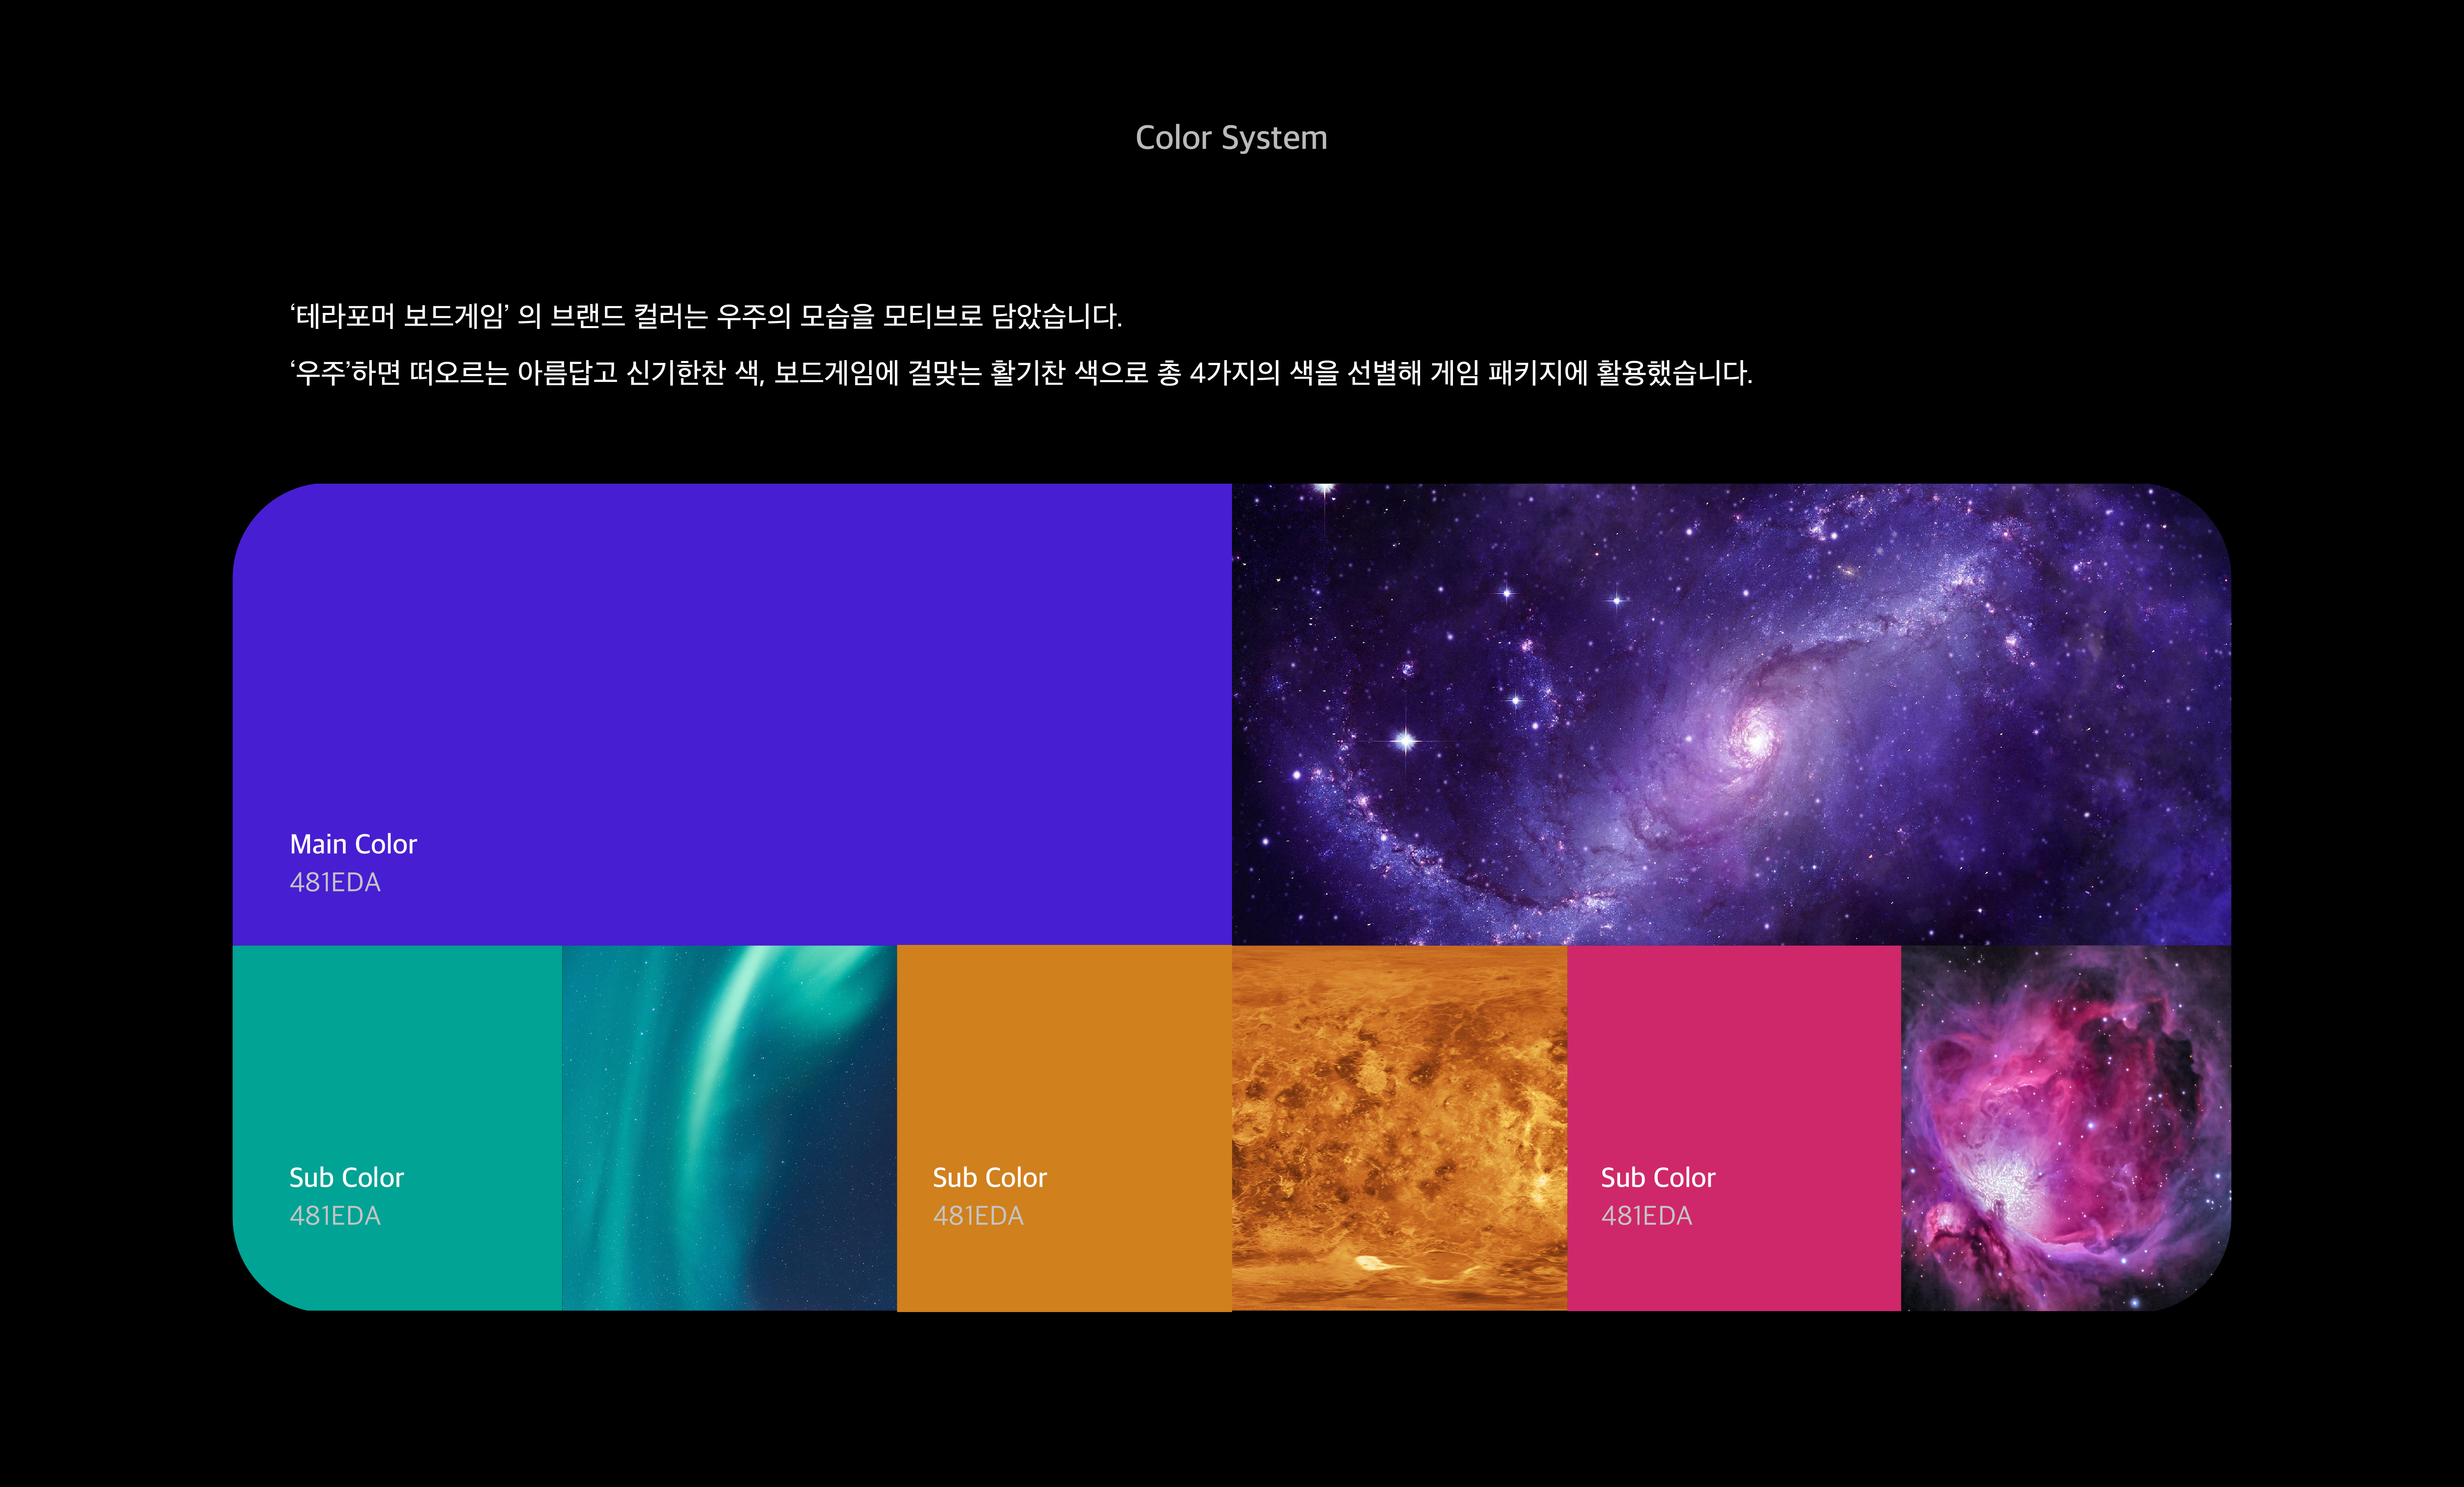 Color System
‘테라포머 보드게임’ 의 브랜드 컬러는 우주의 모습을 모티브로 담았습니다.
‘우주’하면 떠오르는 아름답고 신기한찬 색, 보드게임에 걸맞는 활기찬 색으로 총 4가지의 색을 선별해 게임 패키지에 활용했습니다.
Main Color
481EDA
Sub Color
481EDA
Sub Color
481EDA
Sub Color
481EDA